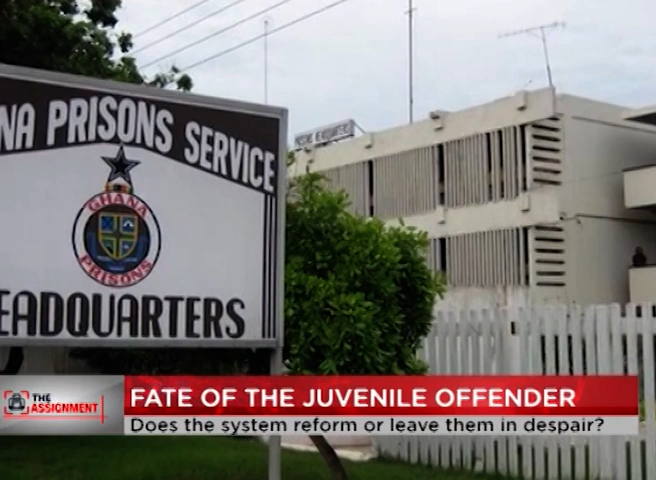 NA PRISONS SERVICE
GHANA
PRISONS
EADQUARTERS
THE
ASSIGNMENT
FATE OF THE JUVENILE OFFENDER
Does the system reform or leave them in despair?